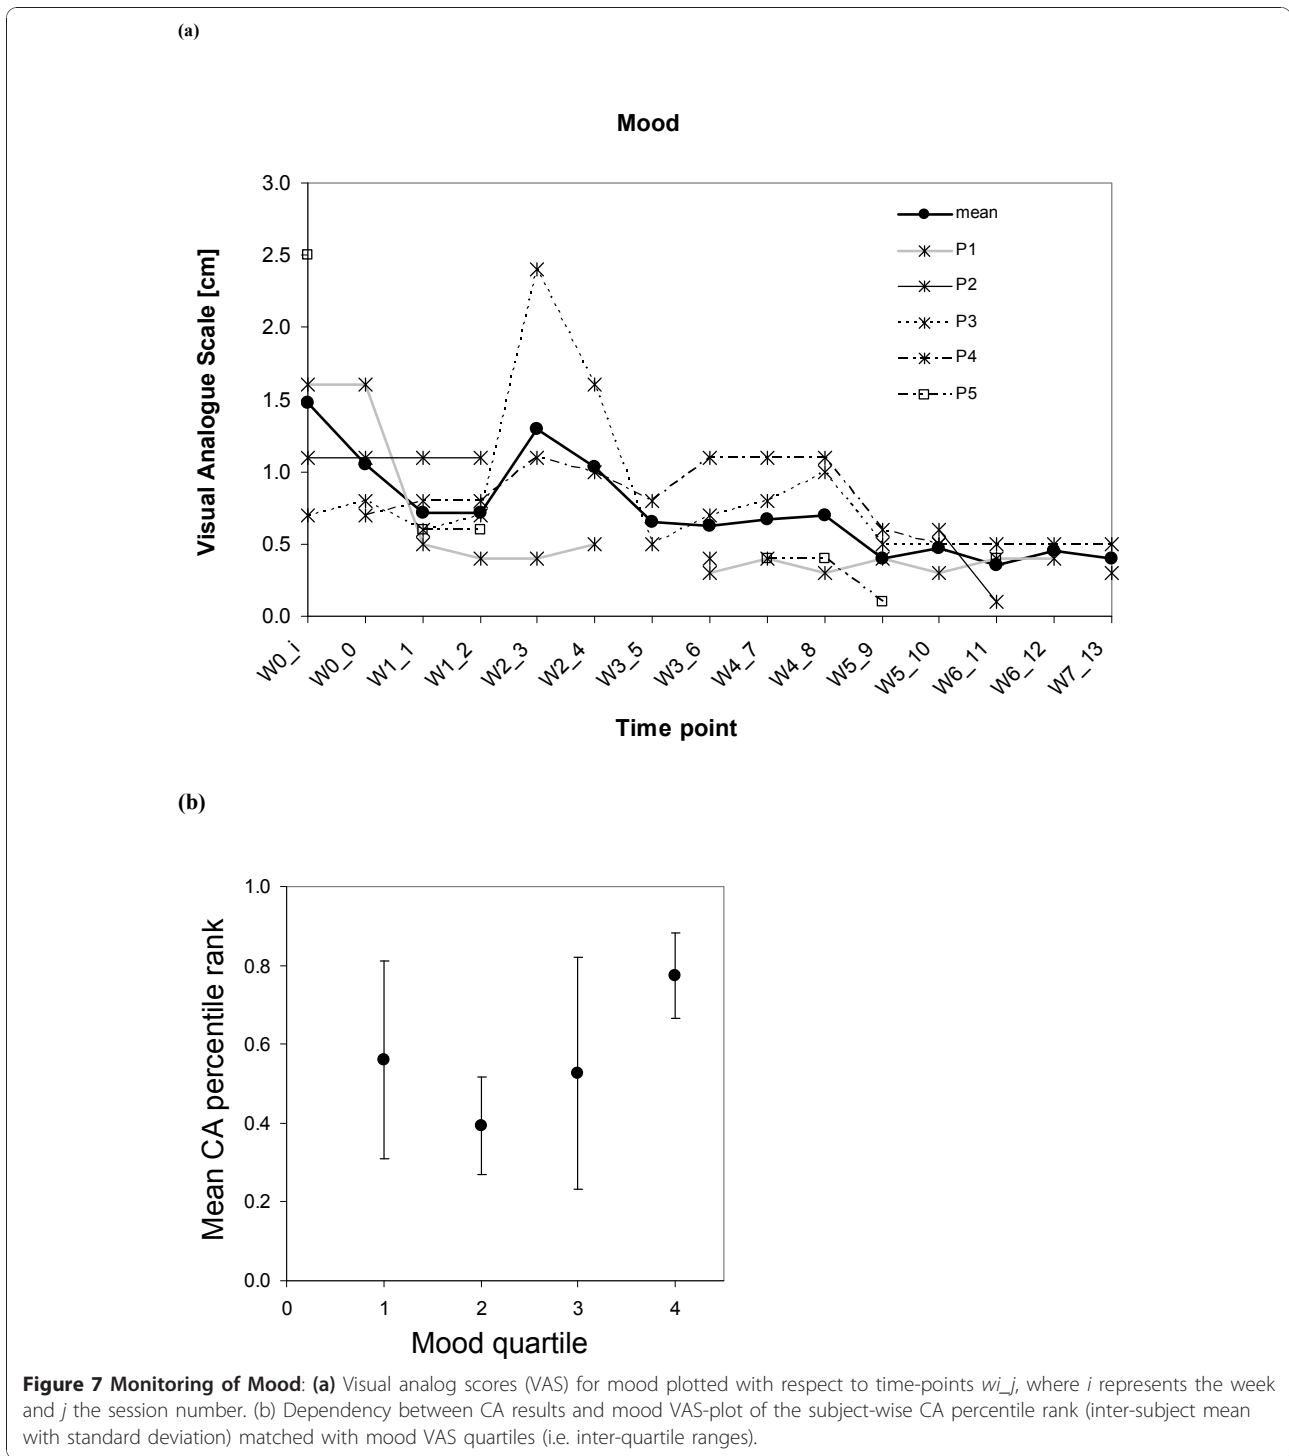 (a)
Mood
Visual Analogue Scale [cm]
3.0
2.5
2.0
1.5
1.0
0.5
0.0
mean
P1
P2
P3
P4
P5
W0_i
W0_0
W1_1
W1_2
W2_3
W2_4
W3_5
W3_6
W4_7
W4_8
W5_9
W5_10
W6_11
W6_12
W7_13
Time point
(b)
Mean CA percentile rank
1.0
0.8
0.6
0.4
0.2
0.0
0 1 2 3 4
Mood quartile
Figure 7 Monitoring of Mood: (a) Visual analog scores (VAS) for mood plotted with respect to time-points wi_j, where i represents the week
and j the session number. (b) Dependency between CA results and mood VAS-plot of the subject-wise CA percentile rank (inter-subject mean
with standard deviation) matched with mood VAS quartiles (i.e. inter-quartile ranges).